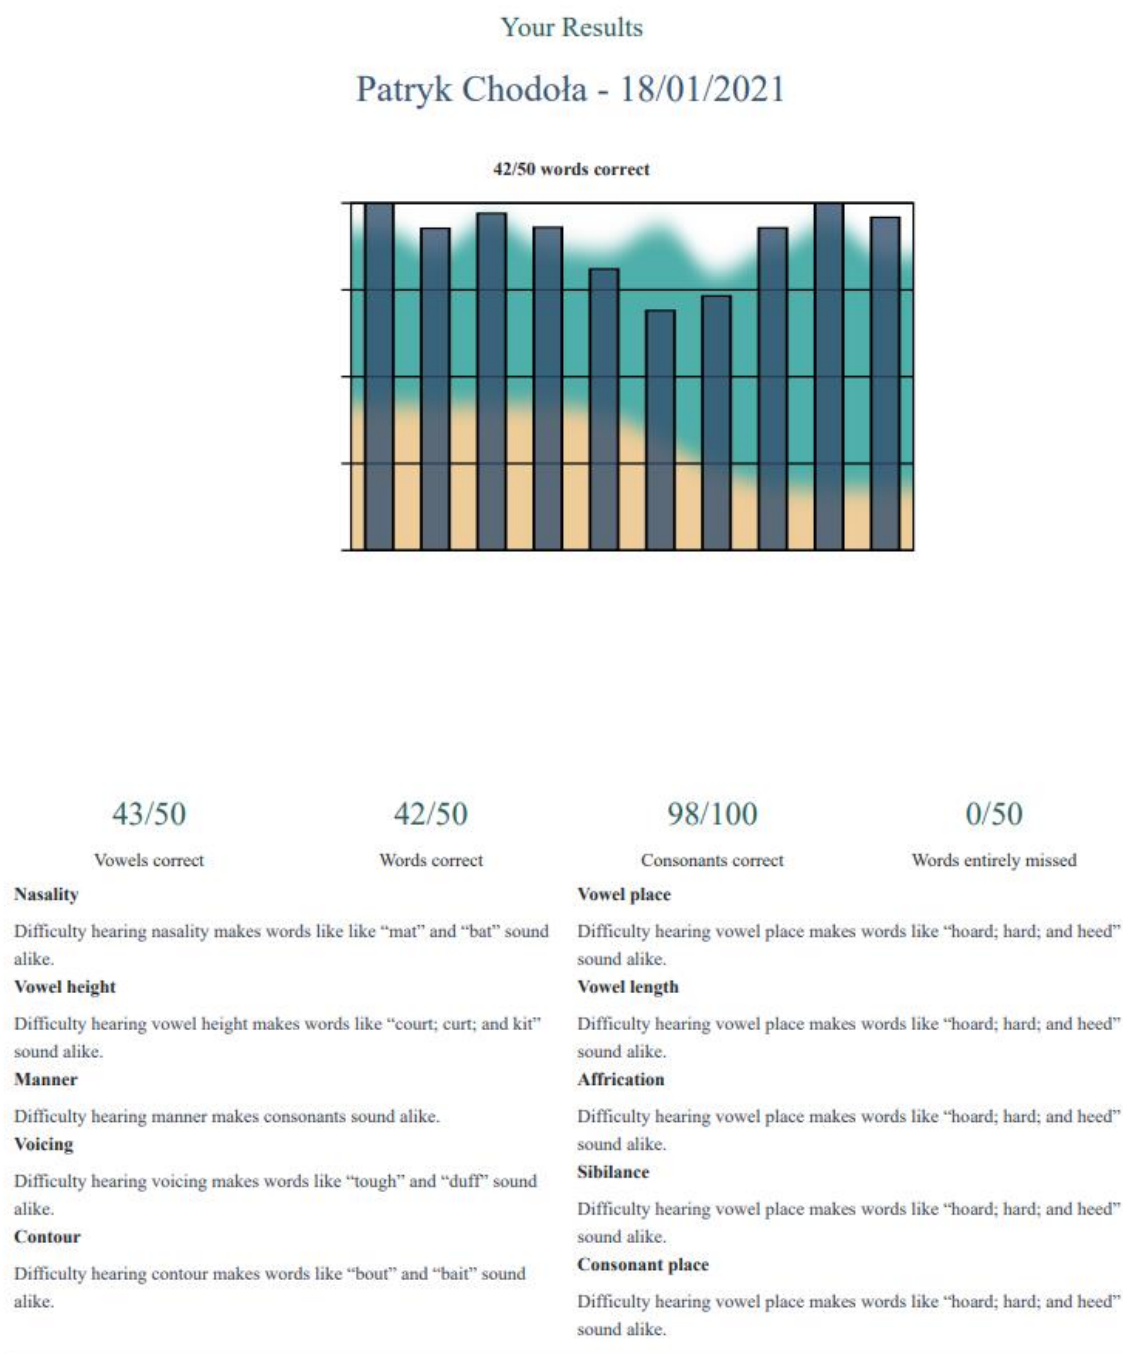 Your Results
Patryk Chodoła - 18/01/2021
42/50 words correct
43/50
Vowels correct
42/50
Words correct
98/100
Consonants correct
0/50
Words entirely missed
Nasality
Difficulty hearing nasality makes words like like “mat” and “bat” sound
alike.
Vowel height
Difficulty hearing vowel height makes words like “court; curt; and kit”
sound alike.
Manner
Difficulty hearing manner makes consonants sound alike.
Voicing
Difficulty hearing voicing makes words like “tough” and “duff” sound
alike.
Contour
Difficulty hearing contour makes words like “bout” and “bait” sound
alike.
Vowel place
Difficulty hearing vowel place makes words like “hoard; hard; and heed”
sound alike.
Vowel length
Difficulty hearing vowel place makes words like “hoard; hard; and heed”
sound alike.
Affrication
Difficulty hearing vowel place makes words like “hoard; hard; and heed”
sound alike.
Sibilance
Difficulty hearing vowel place makes words like “hoard; hard; and heed”
sound alike.
Consonant place
Difficulty hearing vowel place makes words like “hoard; hard; and heed”
sound alike.